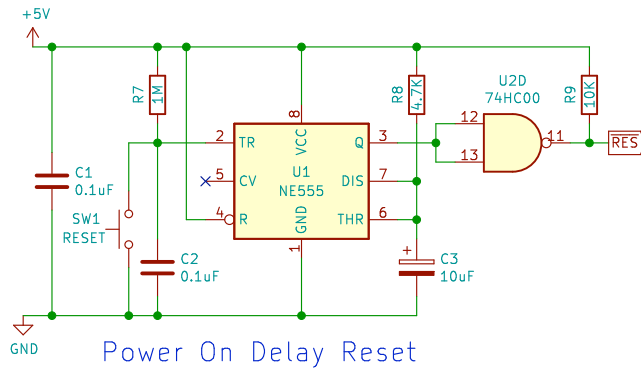 +5V
R7
1M
R8
4.7K
U2D
74HC00
R9
10K
8
VCC
2
TR
Q
3
12
13
11
RES
U1
NE555
5
CV
DIS
7
C1
0.1uF
SW1
RESET
4
R
GND
THR
6
1
C2
0.1uF
+
C3
10uF
GND
Power On Delay Reset